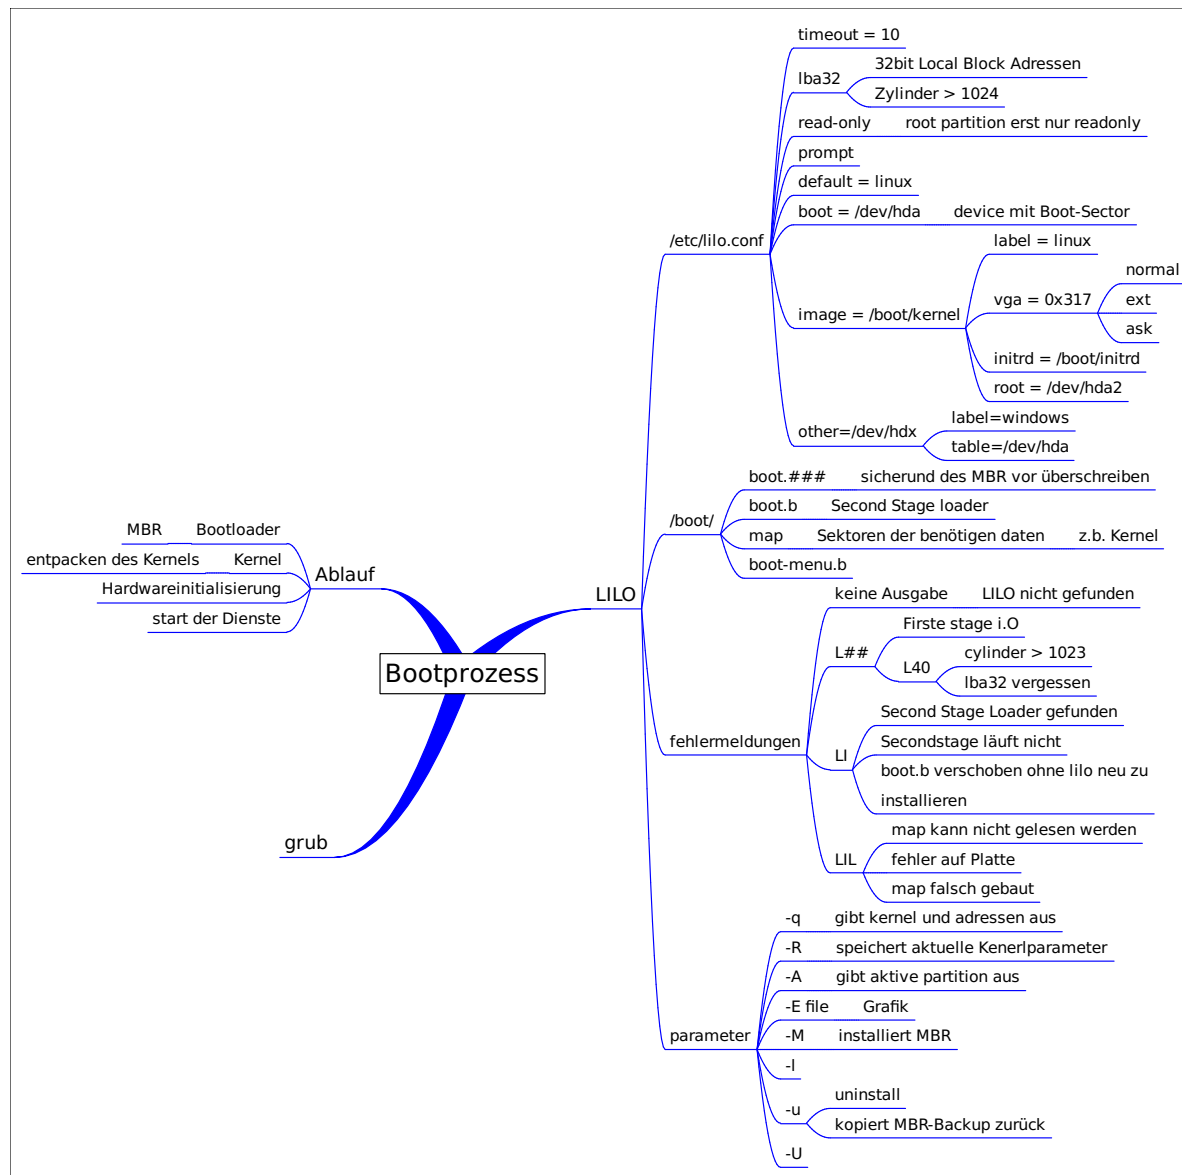 Bootprozess
Ablauf
Bootloader
MBR
Kernel
entpacken des Kernels
Hardwareinitialisierung
start der Dienste
grub
LILO
/etc/lilo.conf
timeout = 10
lba32
32bit Local Block Adressen
Zylinder > 1024
read-only
root partition erst nur readonly
prompt
default = linux
boot = /dev/hda
device mit Boot-Sector
image = /boot/kernel
label = linux
vga = 0x317
normal
ext
ask
initrd = /boot/initrd
root = /dev/hda2
other=/dev/hdx
label=windows
table=/dev/hda
/boot/
boot.###
sicherund des MBR vor überschreiben
boot.b
Second Stage loader
map
Sektoren der benötigen daten
z.b. Kernel
boot-menu.b
fehlermeldungen
keine Ausgabe
LILO nicht gefunden
L##
Firste stage i.O
L40
cylinder > 1023
lba32 vergessen
LI
Second Stage Loader gefunden
Secondstage läuft nicht
boot.b verschoben ohne lilo neu zu
installieren
LIL
map kann nicht gelesen werden
fehler auf Platte
map falsch gebaut
parameter
-q
gibt kernel und adressen aus
-R
speichert aktuelle Kenerlparameter
-A
gibt aktive partition aus
-E file
Grafik
-M
installiert MBR
-l
-u
uninstall
kopiert MBR-Backup zurück
-U